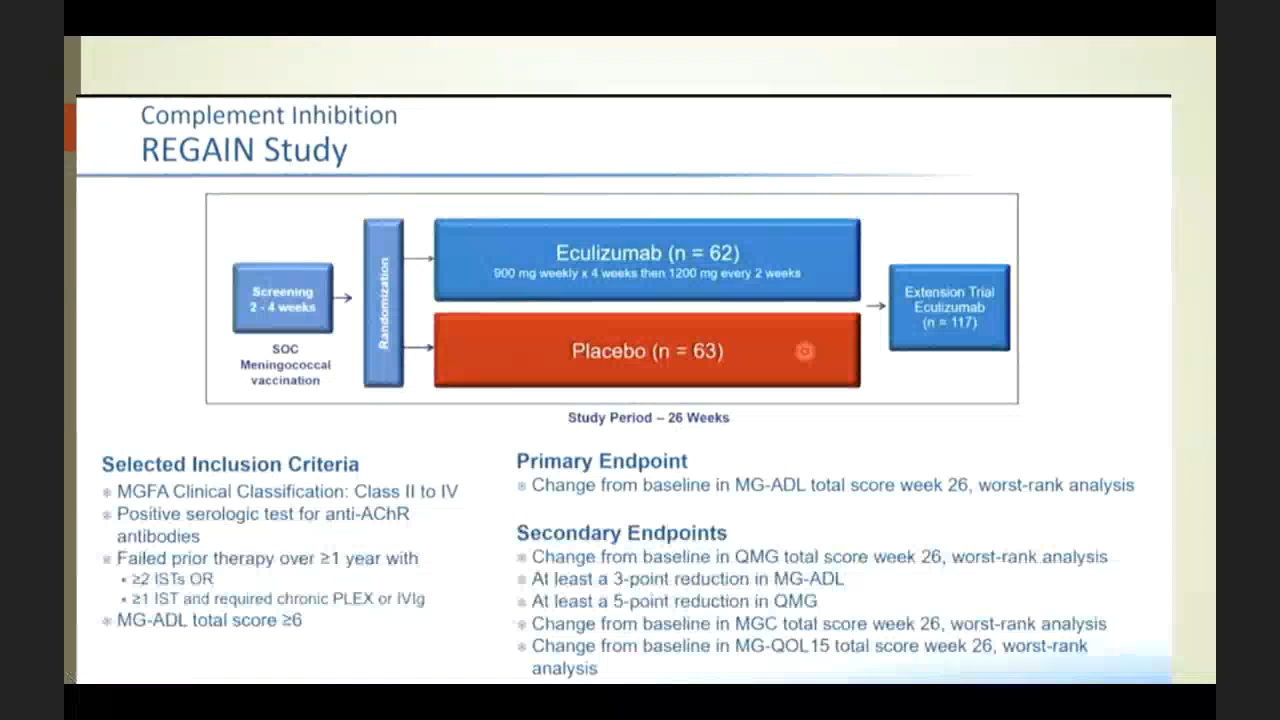 Complement Inhibition
REGAIN Study
Screening
2 - 4 weeks
SOC
Meningococcal
vaccination
Randomization
Eculizumab (n = 62)
900 mg weekly x 4 weeks then 1200 mg every 2 weeks
Placebo (n = 63)
Extension Trial
Eculizumab
(n = 117)
Study Period – 26 Weeks
Selected Inclusion Criteria
MGFA Clinical Classification: Class II to IV
Positive serologic test for anti-AChR
antibodies
Failed prior therapy over ≥1 year with
▪ ≥2 ISTs OR
▪ ≥1 IST and required chronic PLEX or IVIg
MG-ADL total score ≥6
Primary Endpoint
Change from baseline in MG-ADL total score week 26, worst-rank analysis
Secondary Endpoints
Change from baseline in QMG total score week 26, worst-rank analysis
At least a 3-point reduction in MG-ADL
At least a 5-point reduction in QMG
Change from baseline in MGC total score week 26, worst-rank analysis
Change from baseline in MG-QOL15 total score week 26, worst-rank
analysis